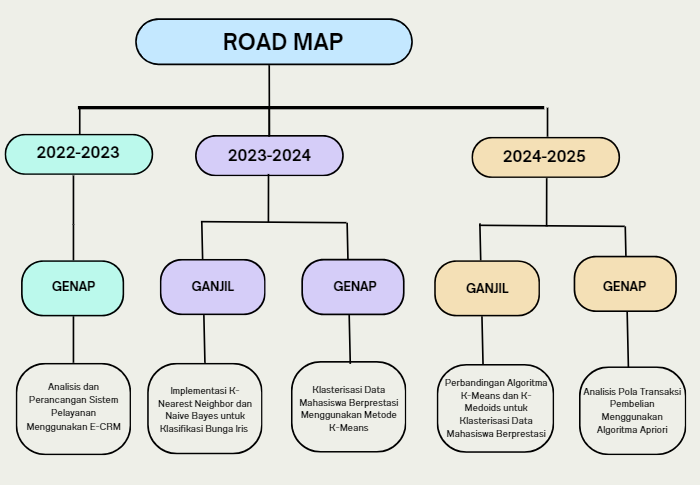 ROAD MAP
2022-2023
2023-2024
2024-2025
GENAP
GANJIL
GENAP
GANJIL
GENAP
Analisis dan
Perancangan Sistem
Pelayanan
Menggunakan E-CRM
Implementasi K-
Nearest Neighbor dan
Naive Bayes untuk
Klasifikasi Bunga Iris
Klasterisasi Data
Mahasiswa Berprestasi
Menggunakan Metode
K-Means
Perbandingan Algoritma
K-Means dan K-
Medoids untuk
Klasterisasi Data
Mahasiswa Berprestasi
Analisis Pola Transaksi
Pembelian
Menggunakan
Algoritma Apriori